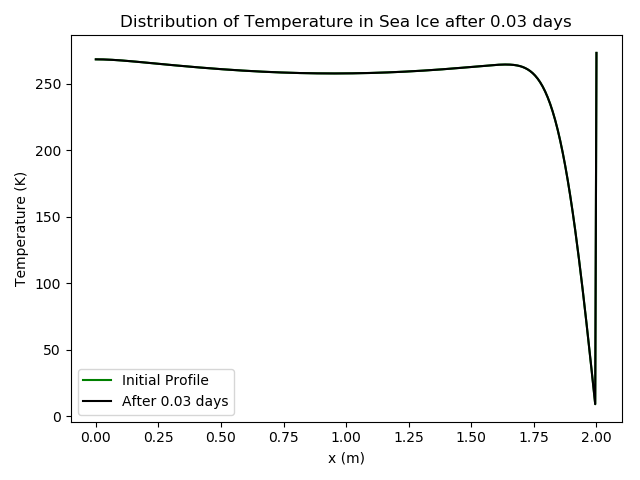 Distribution of Temperature in Sea Ice after 0.03 days
Temperature (K)
250
200
150
100
50
0
Initial Profile
After 0.03 days
0.00 0.25 0.50 0.75 1.00 1.25 1.50 1.75 2.00
x (m)